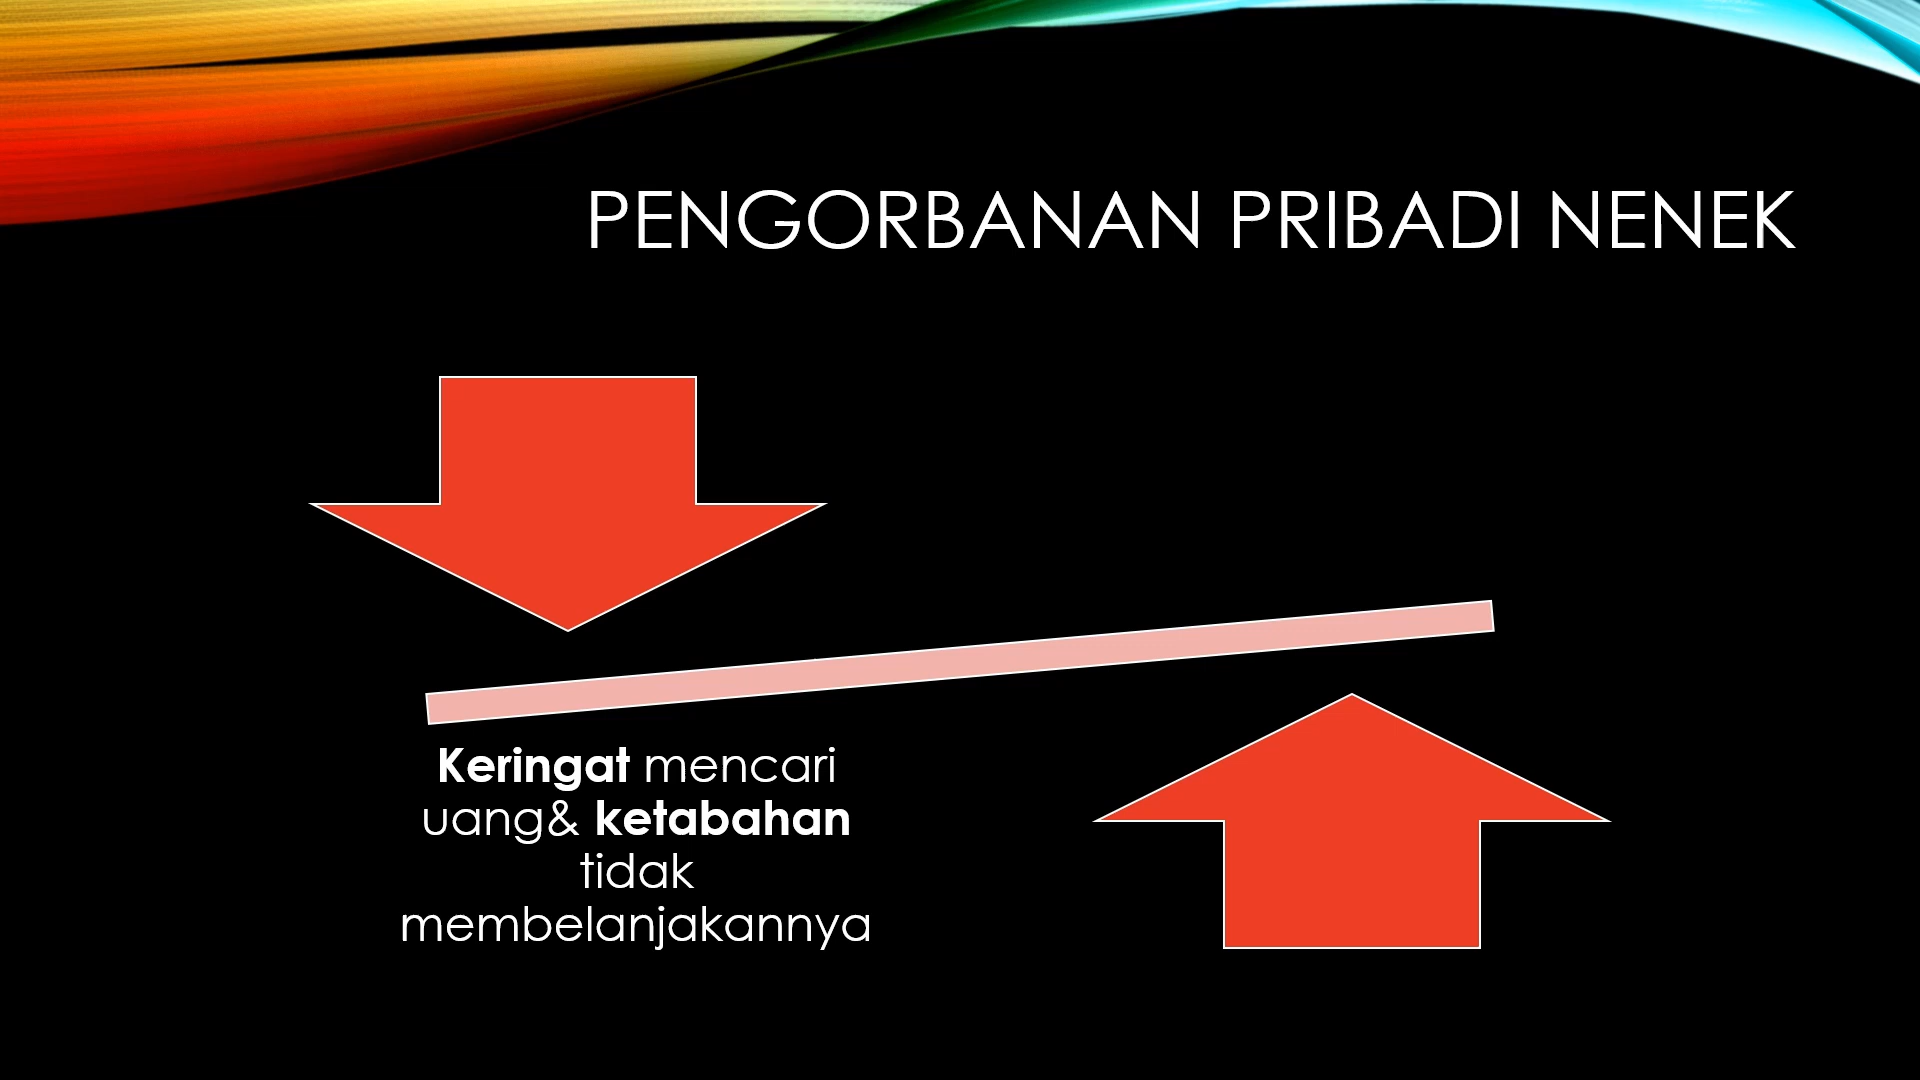 PENGORBANAN PRIBADI NENEK
Keringat mencari
uang& ketabahan
tidak
membelanjakannya